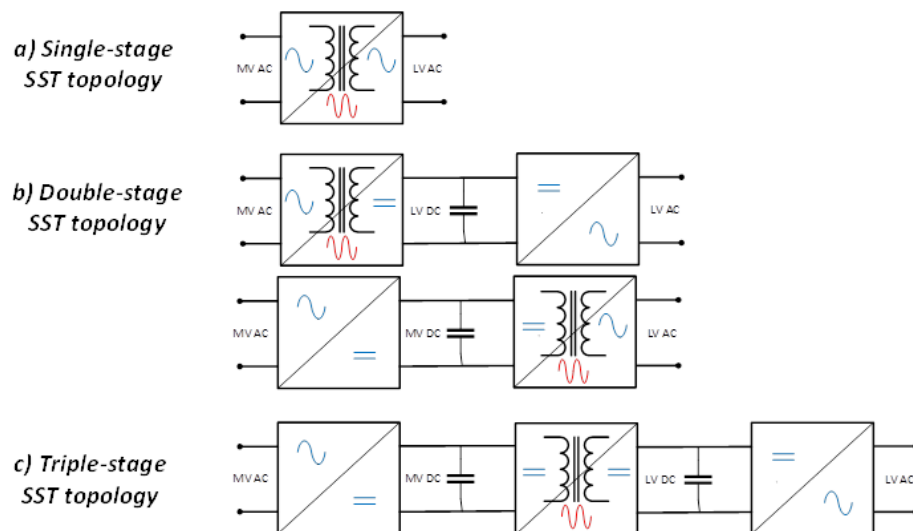 a) Single-stage
SST topology
MV AC
LV AC
b) Double-stage
SST topology
MV AC
LV DC
LV AC
MV AC
MV DC
LV AC
c) Triple-stage
SST topology
MV AC
MV DC
LV DC
LV AC